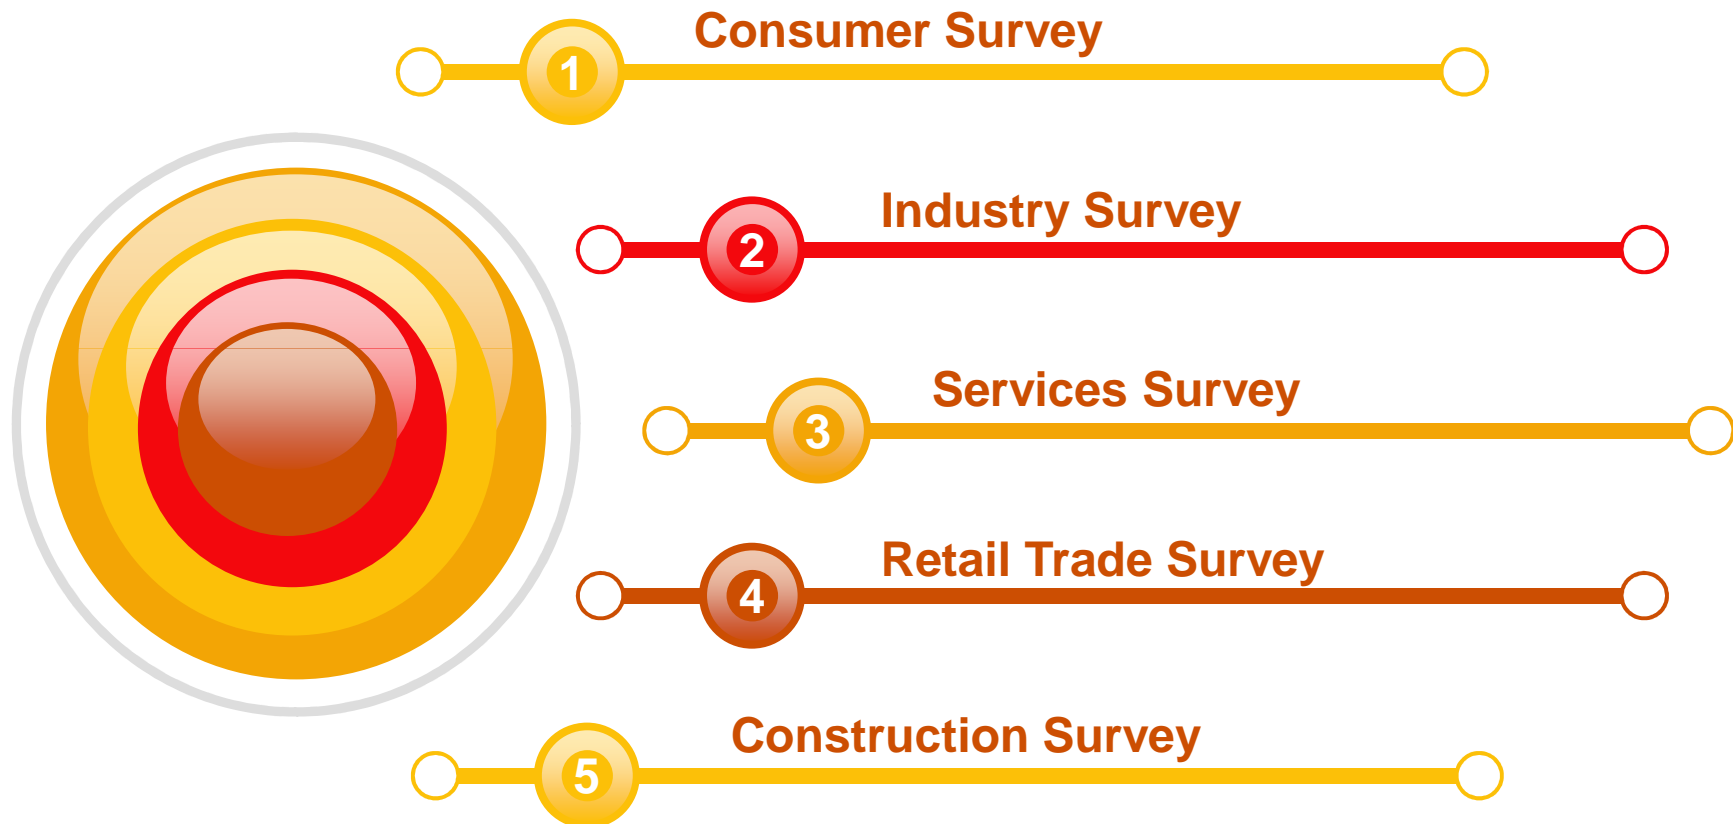 Consumer Survey
1
Industry Survey
2
Services Survey
3
Retail Trade Survey
4
Construction Survey
5